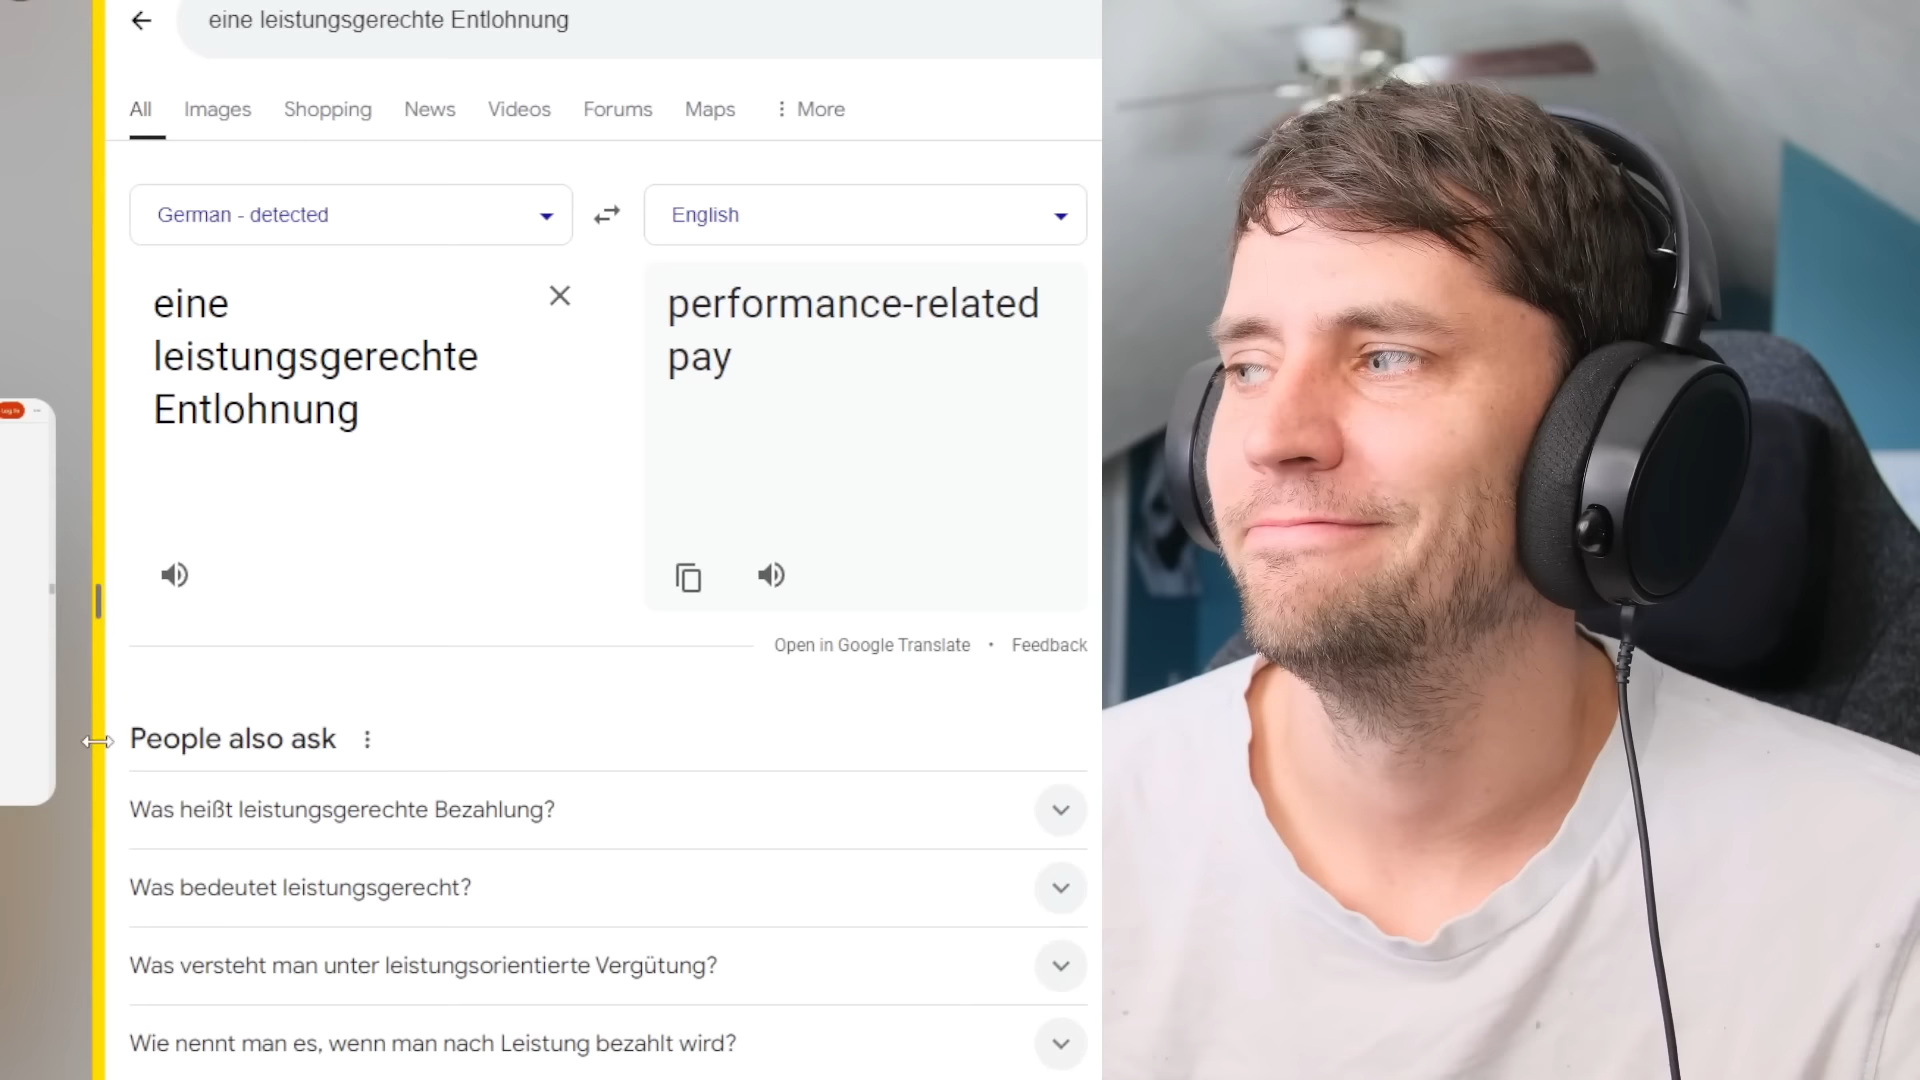 eine leistungsgerechte Entlohnung
All Images Shopping News Videos Forums Maps More
German - detected English
eine
leistungsgerechte
Entlohnung
performance-related
pay
Open in Google Translate • Feedback
People also ask
Was heißt leistungsgerechte Bezahlung?
Was bedeutet leistungsgerecht?
Was versteht man unter leistungsorientierte Vergütung?
Wie nennt man es, wenn man nach Leistung bezahlt wird?